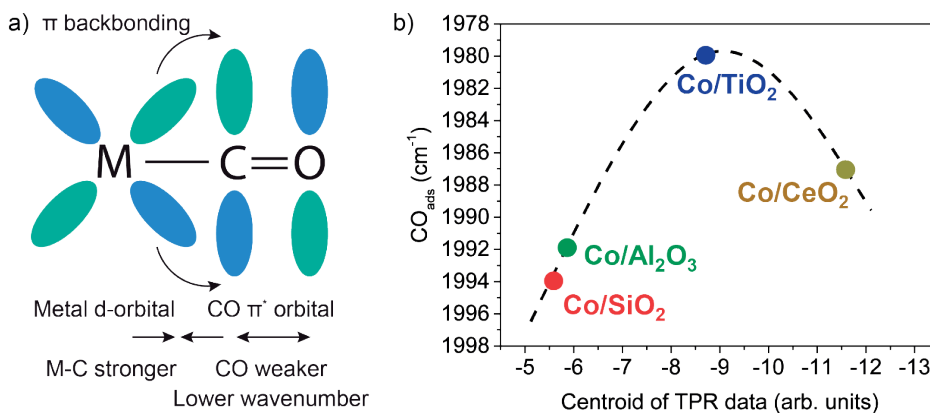 a) π backbonding
M C O
Metal d-orbital CO π* orbital
M-C stronger CO weaker
Lower wavenumber
b)
1978
1980
1982
1984
1986
1988
1990
1992
1994
1996
1998
CO_ads (cm⁻¹)
Co/TiO₂
Co/CeO₂
Co/Al₂O₃
Co/SiO₂
-5 -6 -7 -8 -9 -10 -11 -12 -13
Centroid of TPR data (arb. units)